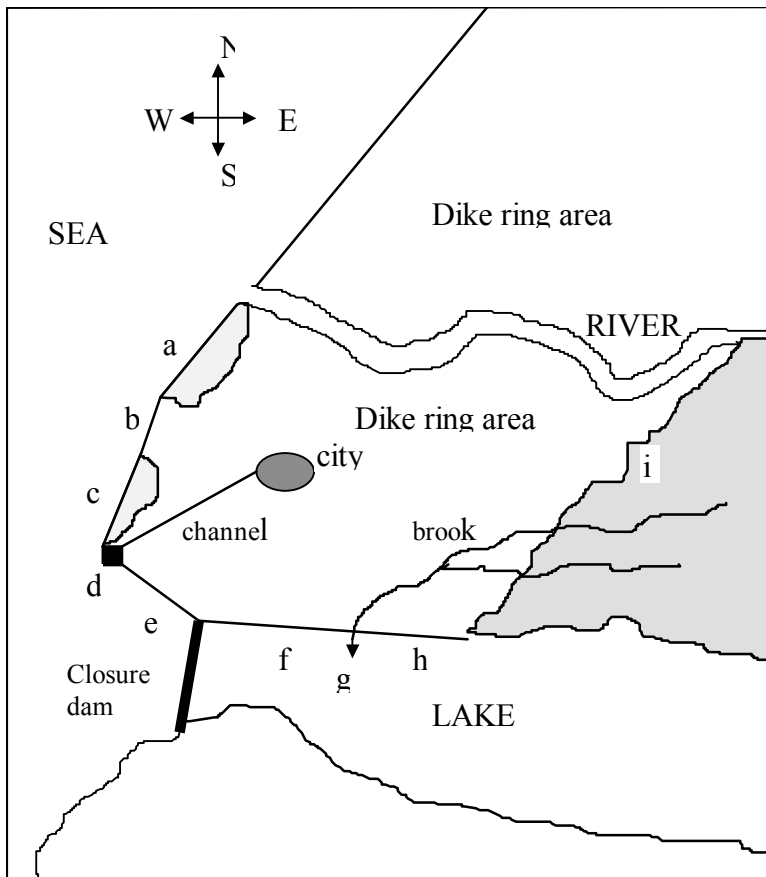 N
W E
S
SEA
Dike ring area
RIVER
a
b
Dike ring area
city
i
c
channel
brook
d
e
f
h
g
Closure
dam
LAKE